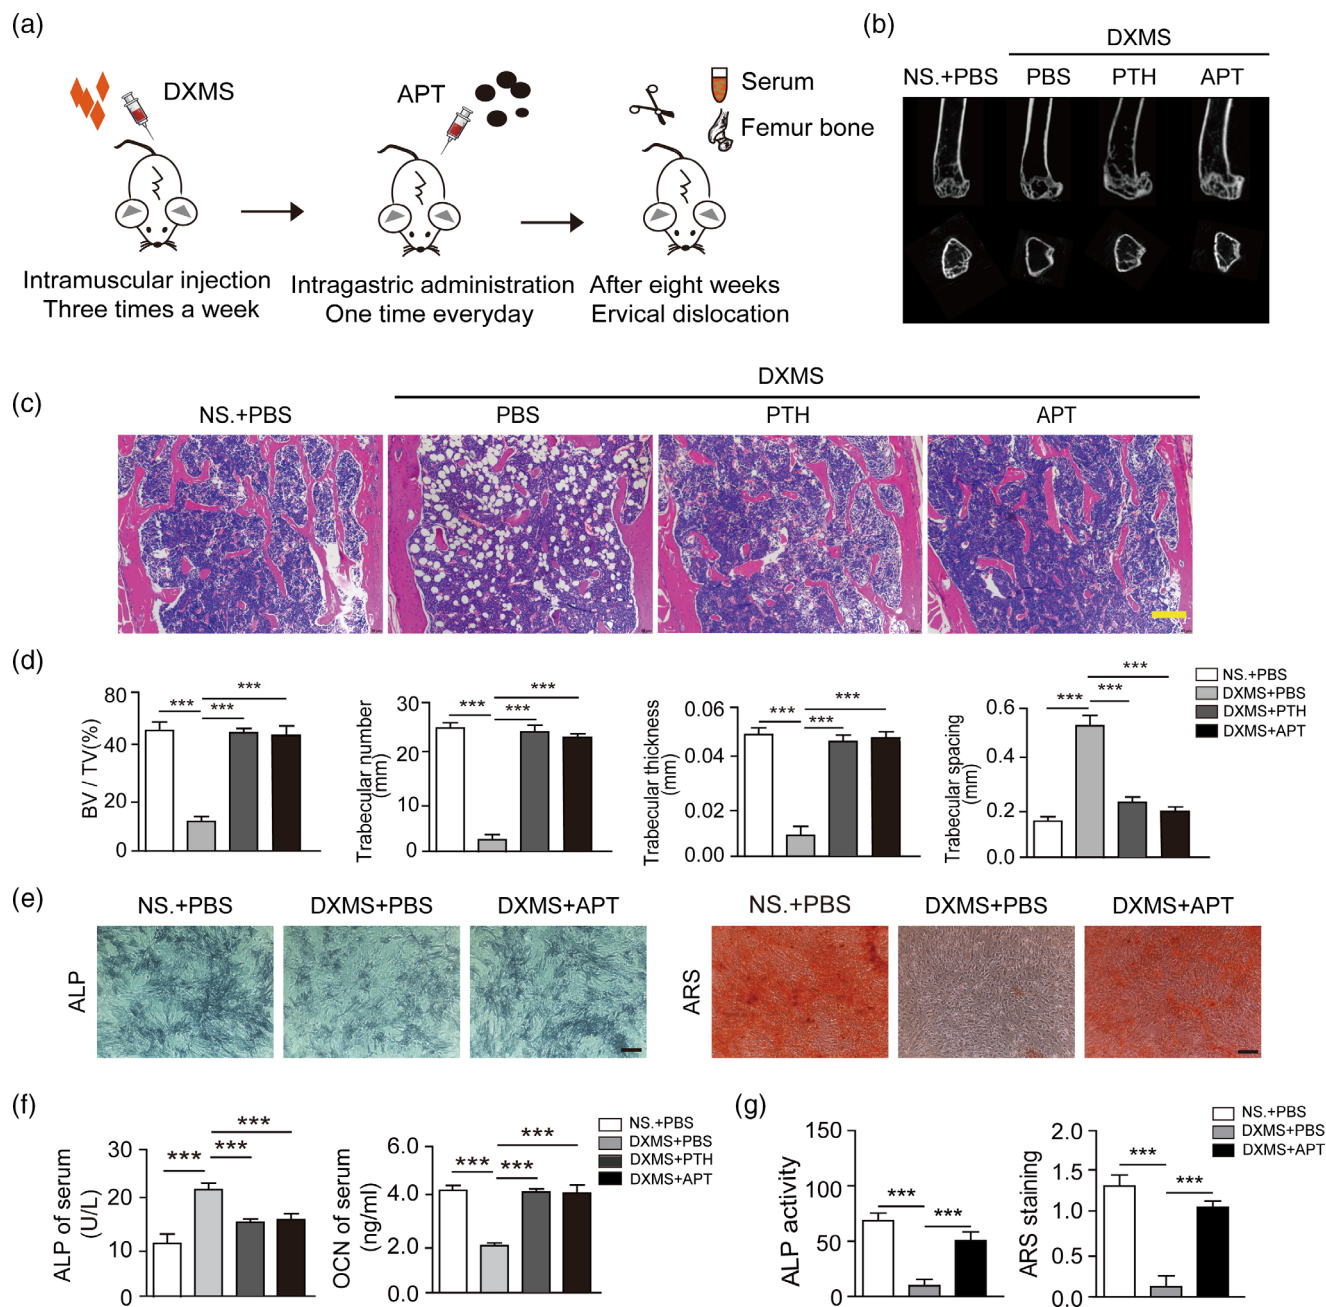 (a)
DXMS
APT
Serum
Femur bone
Intramuscular injection
Three times a week
Intragastric administration
One time everyday
After eight weeks
Ervical dislocation
(b)
DXMS
NS.+PBS PBS PTH APT
(c)
DXMS
NS.+PBS PBS PTH APT
(d)
BV / TV(%)
80
40
20
0
*** *** ***
Trabecular number
(mm)
30
20
10
0
*** *** ***
Trabecular thickness
(mm)
0.06
0.04
0.02
0.00
*** *** ***
Trabecular spacing
(mm)
0.6
0.4
0.2
0.0
*** *** ***
NS.+PBS
DXMS+PBS
DXMS+PTH
DXMS+APT
(e)
NS.+PBS DXMS+PBS DXMS+APT
ALP
NS.+PBS DXMS+PBS DXMS+APT
ARS
(f)
ALP of serum
(U/L)
30
20
10
0
*** *** ***
OCN of serum
(ng/ml)
6.0
4.0
2.0
0.0
*** *** ***
NS.+PBS
DXMS+PBS
DXMS+PTH
DXMS+APT
(g)
ALP activity
150
100
50
0
*** ***
ARS staining
2.0
1.5
1.0
0.5
0.0
*** ***
NS.+PBS
DXMS+PBS
DXMS+APT